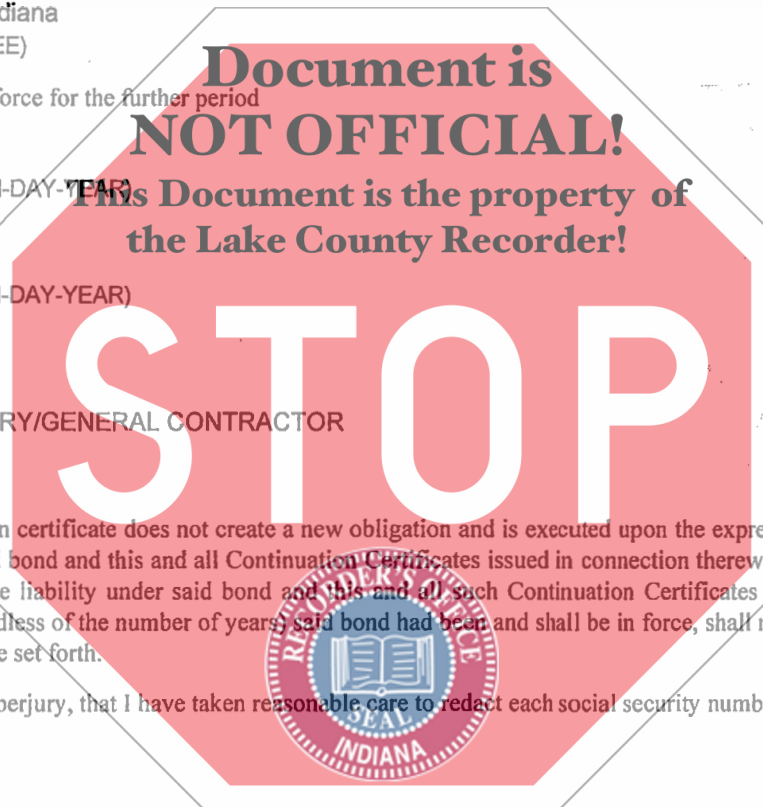 diana
EE)
Document is
force for the further period
NOT OFFICIAL!
-DAY-YEAR)
This Document is the property of
the Lake County Recorder!
-DAY-YEAR)
STOP
RY/GENERAL CONTRACTOR
n certificate does not create a new obligation and is executed upon the expre
bond and this and all Continuation Certificates issued in connection therew
e liability under said bond and this and all such Continuation Certificates
dless of the number of years) said bond had been and shall be in force, shall
e set forth.
perjury, that I have taken reasonable care to redact each social security numb
RECORDER'S OFFICE
SEAL
INDIANA